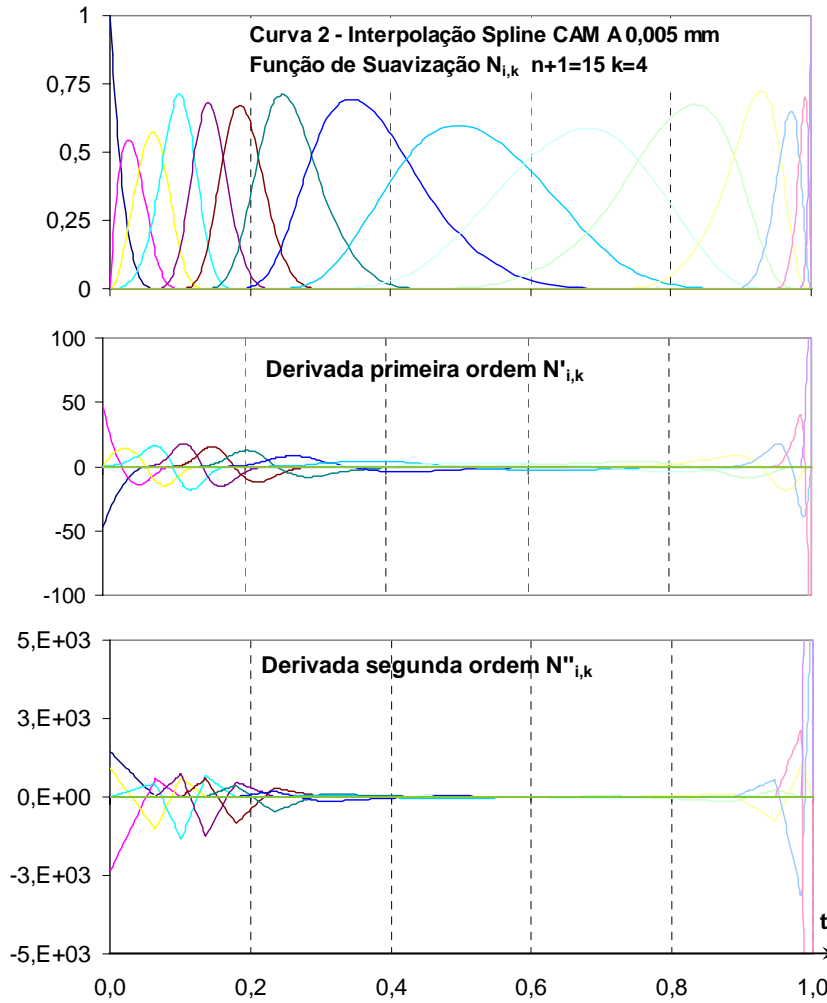 1
Curva 2 - Interpolação Spline CAM A 0,005 mm
Função de Suavização Ni,k n+1=15 k=4
0,75
0,5
0,25
0
100
Derivada primeira ordem N'i,k
50
0
-50
-100
5,E+03
Derivada segunda ordem N"i,k
3,E+03
0,E+00
-3,E+03
t
-5,E+03
0,0 0,2 0,4 0,6 0,8 1,0